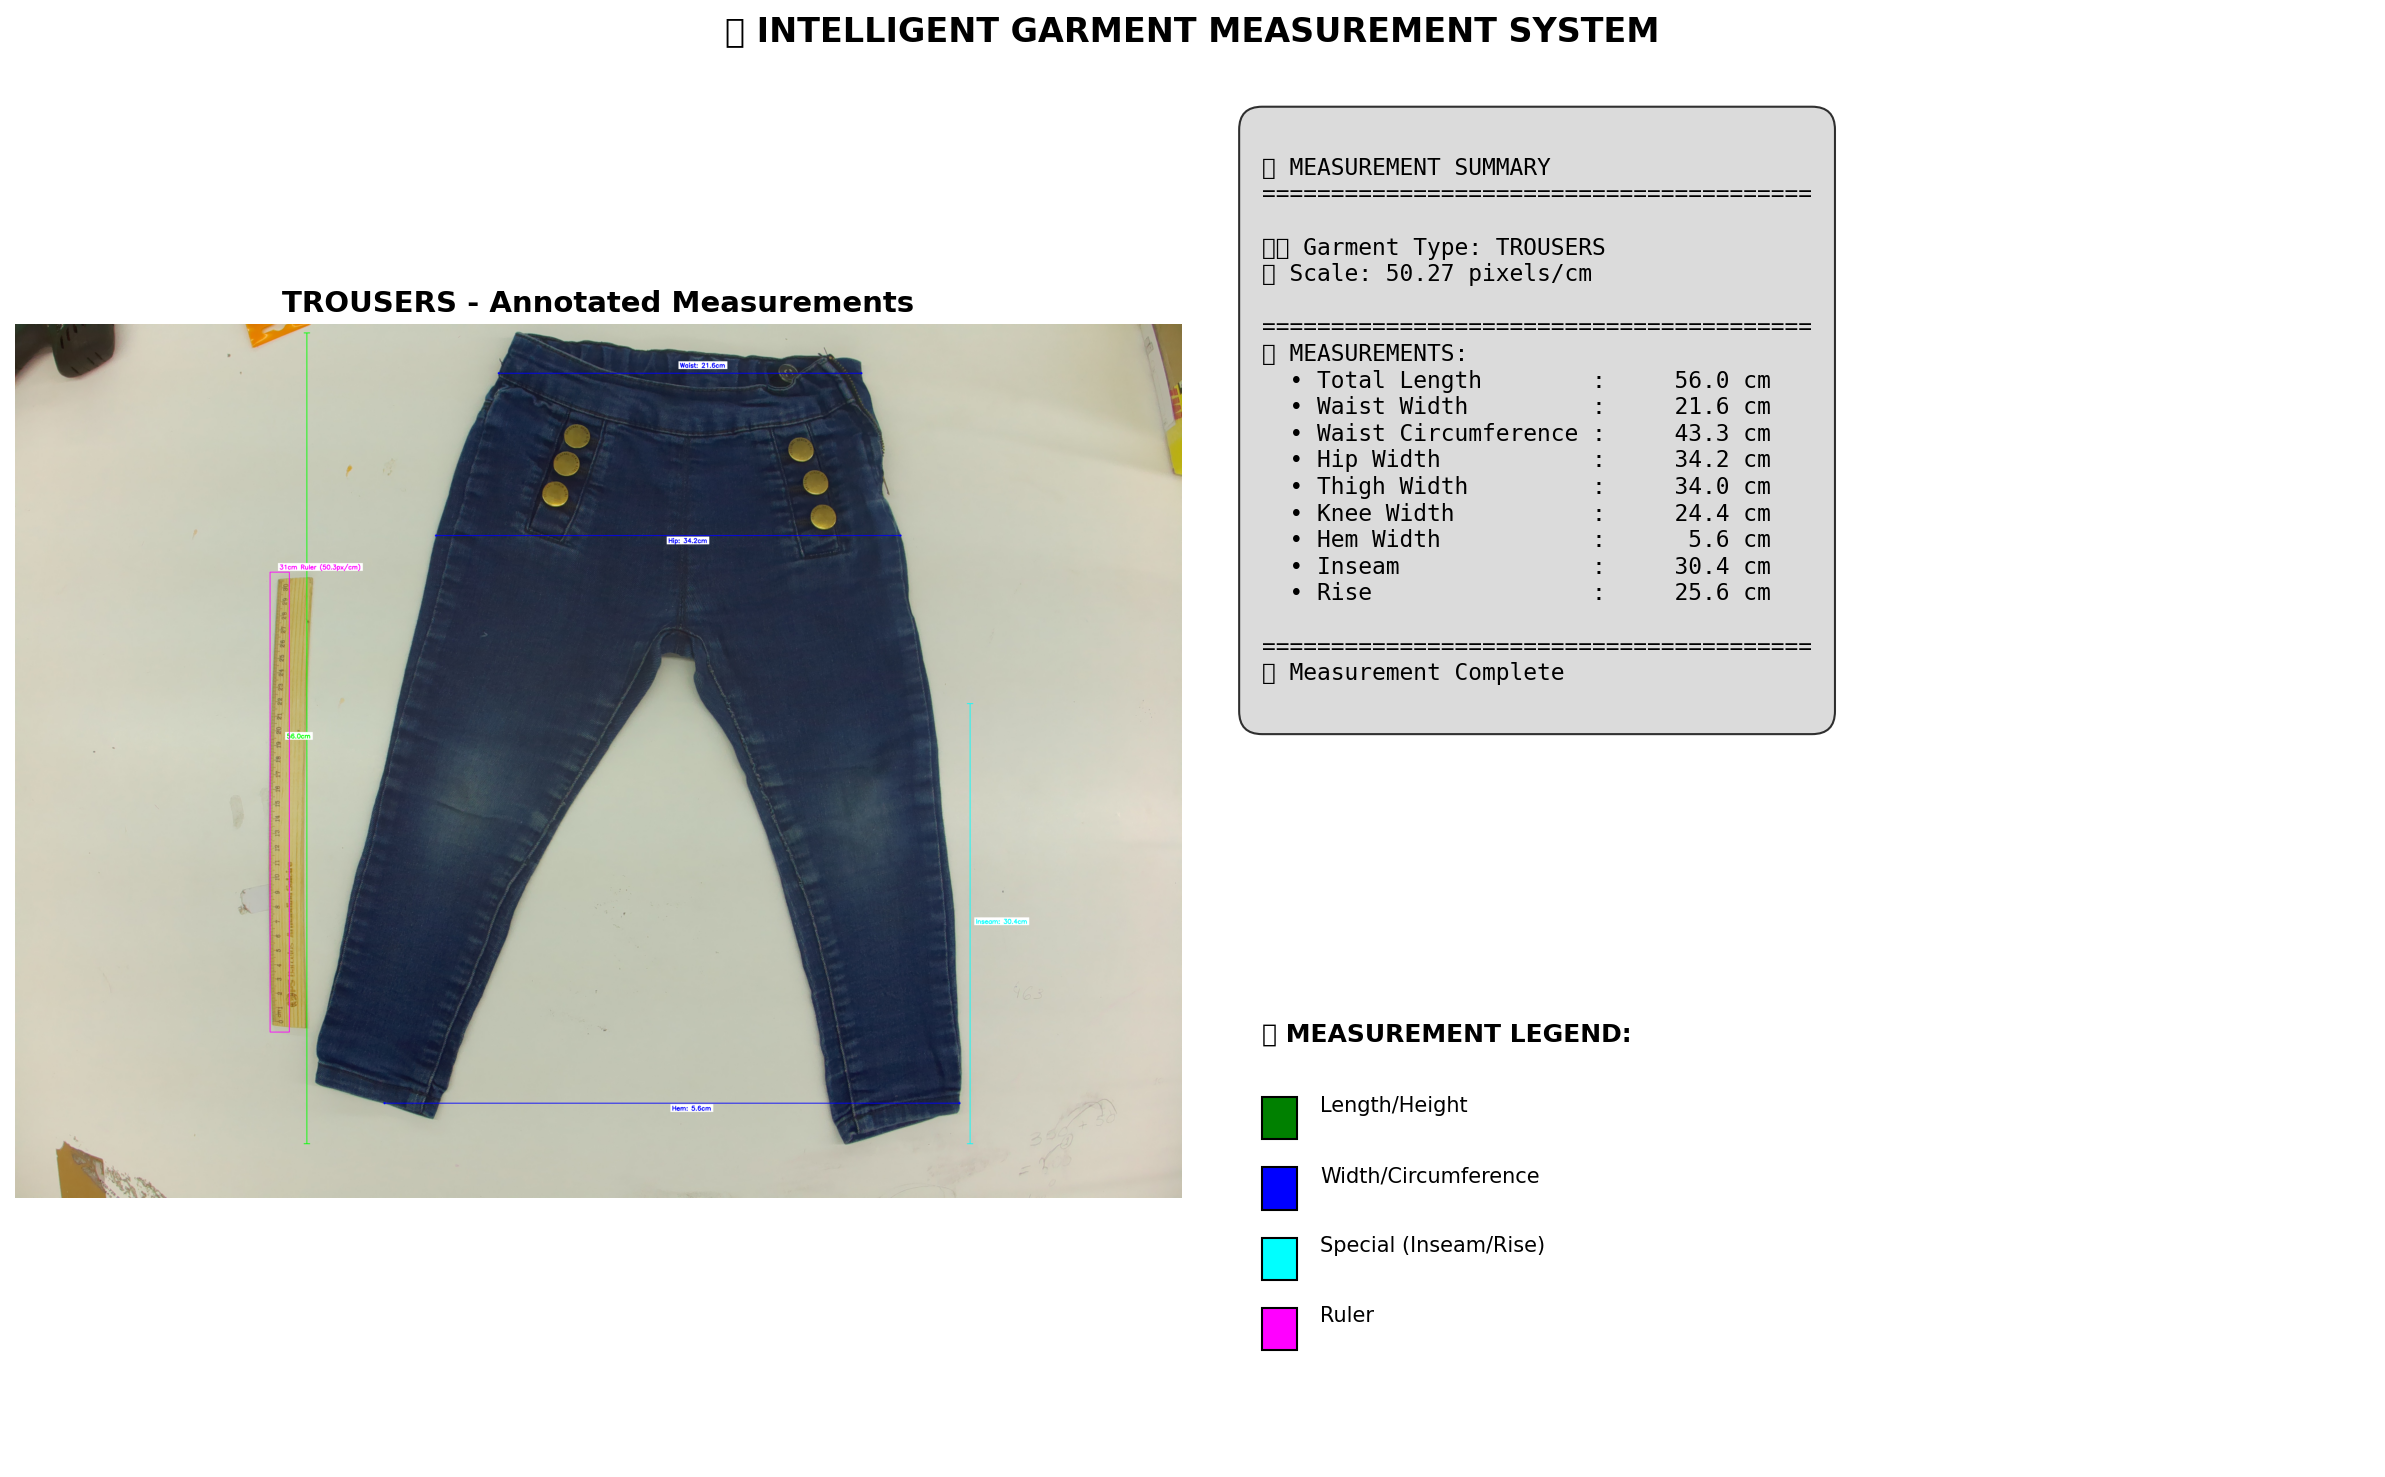 INTELLIGENT GARMENT MEASUREMENT SYSTEM
MEASUREMENT SUMMARY
========================================
Garment Type: TROUSERS
Scale: 50.27 pixels/cm
========================================
MEASUREMENTS:
• Total Length : 56.0 cm
• Waist Width : 21.6 cm
• Waist Circumference : 43.3 cm
• Hip Width : 34.2 cm
• Thigh Width : 34.0 cm
• Knee Width : 24.4 cm
• Hem Width : 5.6 cm
• Inseam : 30.4 cm
• Rise : 25.6 cm
========================================
Measurement Complete
TROUSERS - Annotated Measurements
Waist: 21.6cm
Hip: 34.2cm
31cm Ruler (50.3px/cm)
56.0cm
Inseam: 30.4cm
963
Hem: 5.6cm
MEASUREMENT LEGEND:
Length/Height
Width/Circumference
Special (Inseam/Rise)
Ruler